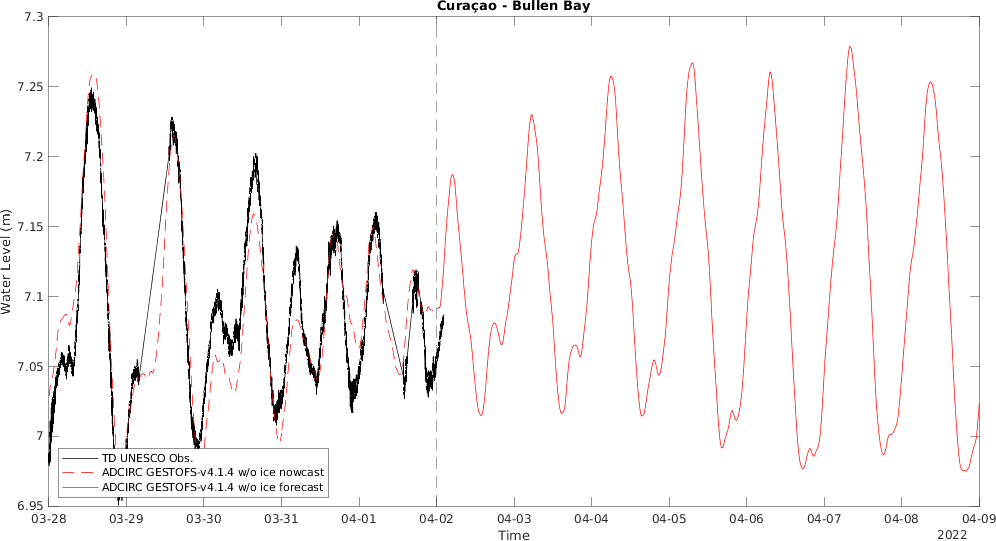 Curaçao - Bullen Bay
7.3
7.25
7.2
7.15
7.1
7.05
7
6.95
Water Level (m)
TD UNESCO Obs.
ADCIRC GESTOFS-v4.1.4 w/o ice nowcast
ADCIRC GESTOFS-v4.1.4 w/o ice forecast
03-28 03-29 03-30 03-31 04-01 04-02 04-03 04-04 04-05 04-06 04-07 04-08 04-09
Time
2022